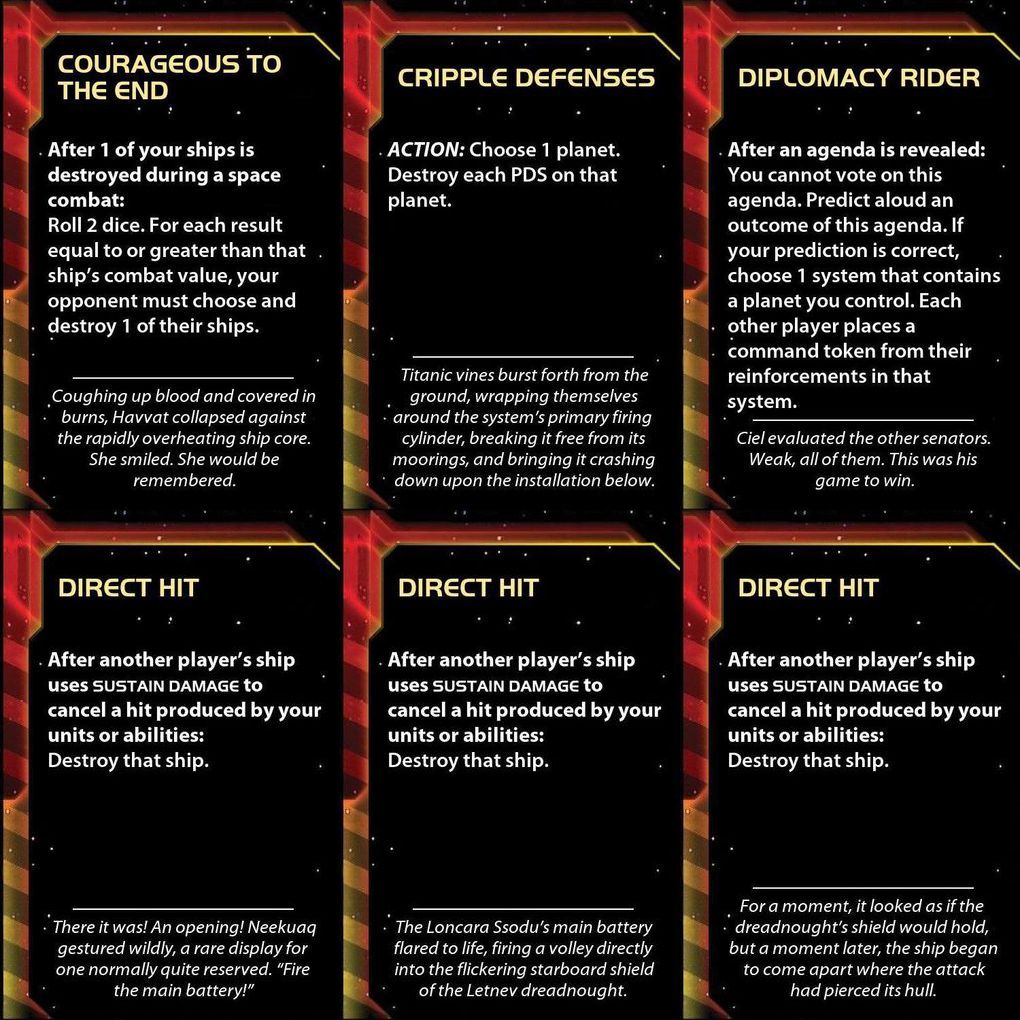 COURAGEOUS TO
THE END
After 1 of your ships is
destroyed during a space
combat:
Roll 2 dice. For each result
equal to or greater than that
ship's combat value, your
opponent must choose and
destroy 1 of their ships.
Coughing up blood and covered in
burns, Havvat collapsed against
the rapidly overheating ship core.
She smiled. She would be
remembered.
CRIPPLE DEFENSES
ACTION: Choose 1 planet.
Destroy each PDS on that
planet.
Titanic vines burst forth from the
ground, wrapping themselves
around the system's primary firing
cylinder, breaking it free from its
moorings, and bringing it crashing
down upon the installation below.
DIPLOMACY RIDER
After an agenda is revealed:
You cannot vote on this
agenda. Predict aloud an
outcome of this agenda. If
your prediction is correct,
choose 1 system that contains
a planet you control. Each
other player places a
command token from their
reinforcements in that
system.
Ciel evaluated the other senators.
Weak, all of them. This was his
game to win.
DIRECT HIT
After another player's ship
uses SUSTAIN DAMAGE to
cancel a hit produced by your
units or abilities:
Destroy that ship.
There it was! An opening! Neekuaq
gestured wildly, a rare display for
one normally quite reserved. "Fire
the main battery!"
DIRECT HIT
After another player's ship
uses SUSTAIN DAMAGE to
cancel a hit produced by your
units or abilities:
Destroy that ship.
The Loncara Ssodu's main battery
flared to life, firing a volley directly
into the flickering starboard shield
of the Letnev dreadnought.
DIRECT HIT
After another player's ship
uses SUSTAIN DAMAGE to
cancel a hit produced by your
units or abilities:
Destroy that ship.
For a moment, it looked as if the
dreadnought's shield would hold,
but a moment later, the ship began
to come apart where the attack
had pierced its hull.